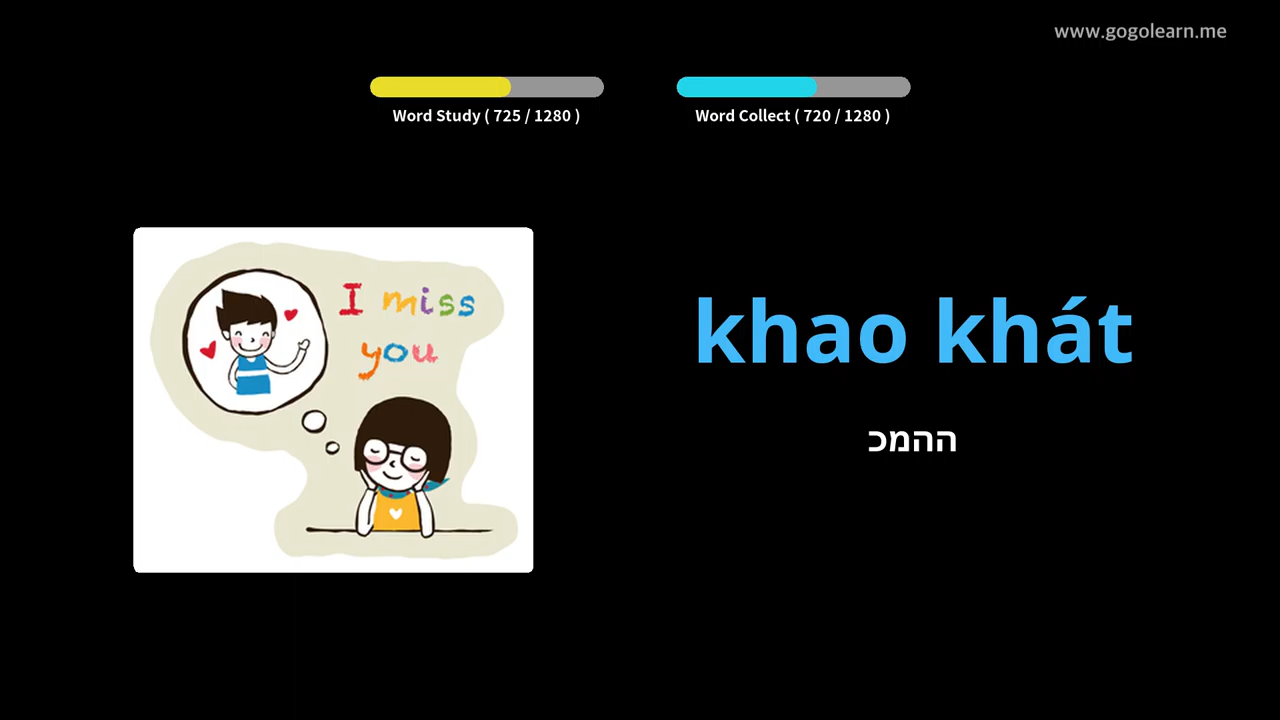 www.gogolearn.me
Word Study ( 725 / 1280 )
Word Collect ( 720 / 1280 )
I miss
you
khao khát
ההמכ